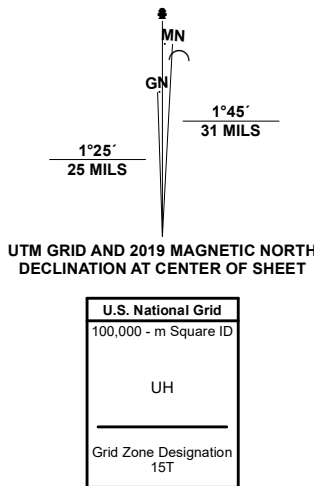 MN
GN
1°45´
31 MILS
1°25´
25 MILS
UTM GRID AND 2019 MAGNETIC NORTH
DECLINATION AT CENTER OF SHEET
U.S. National Grid
100,000 - m Square ID
UH
Grid Zone Designation
15T